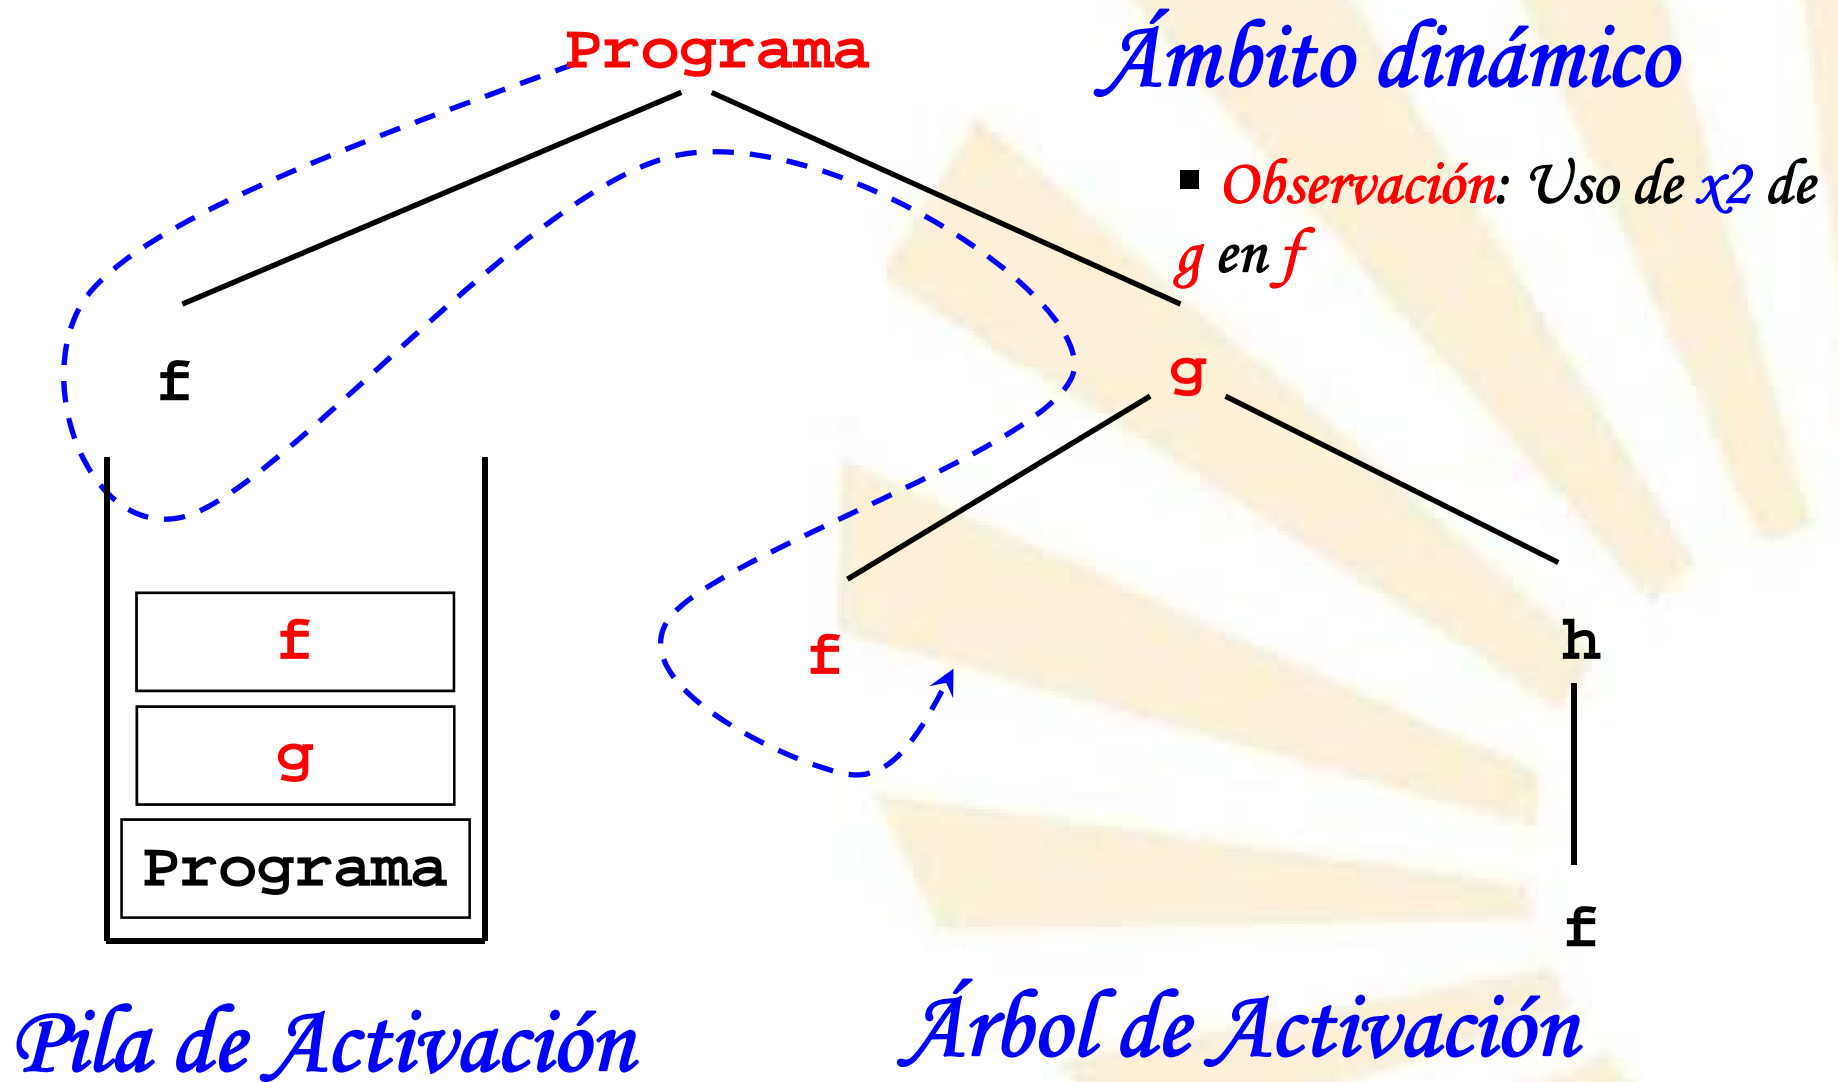 Programa
Ámbito dinámico
▪ Observación: Uso de x2 de
g en f
f
g
f
h
f
g
Programa
f
Pila de Activación
Árbol de Activación